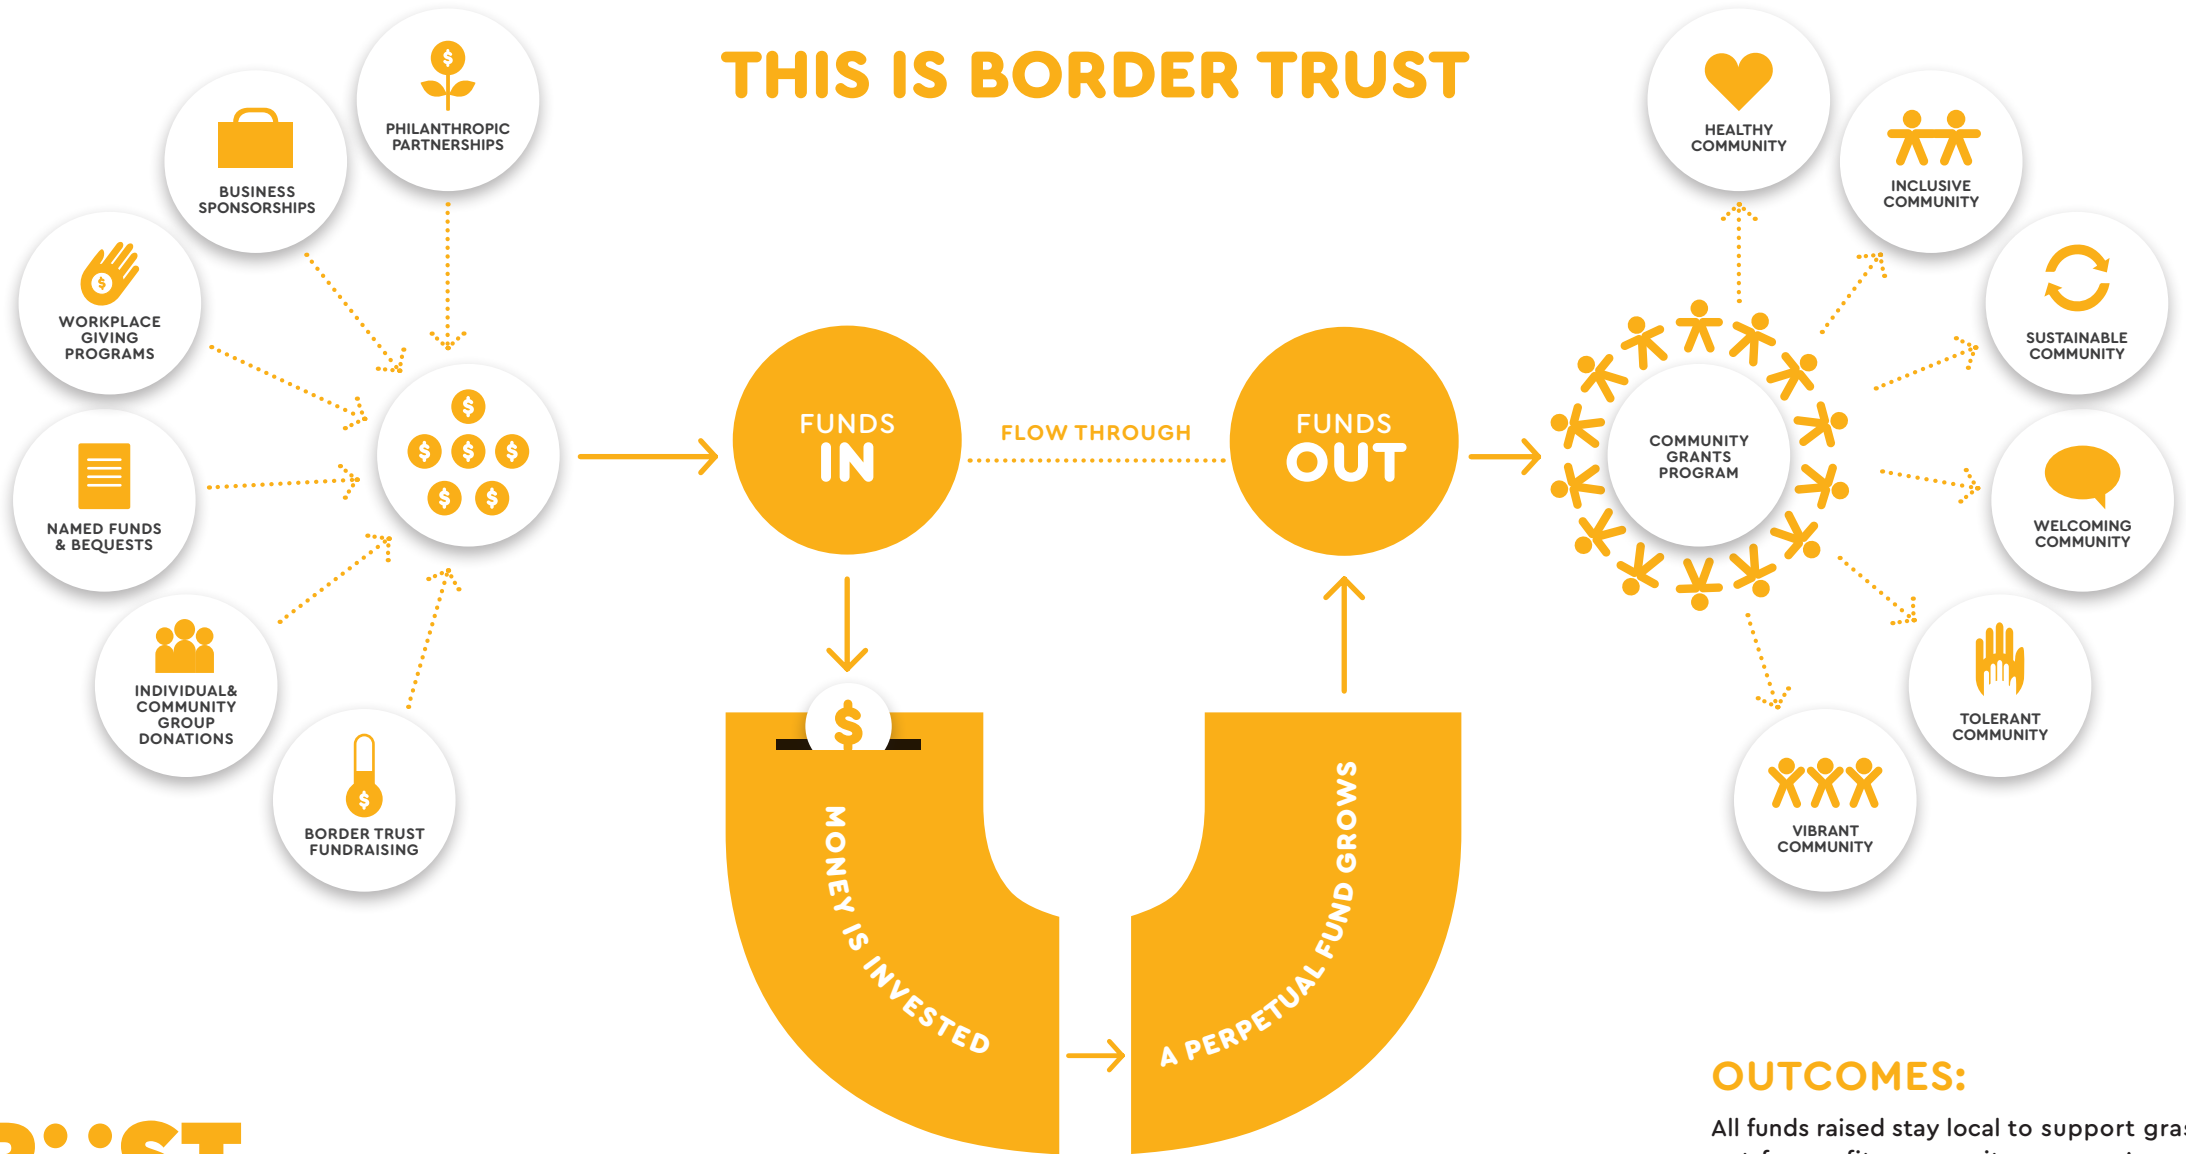 THIS IS BORDER TRUST
PHILANTHROPIC
PARTNERSHIPS
BUSINESS
SPONSORSHIPS
WORKPLACE
GIVING
PROGRAMS
NAMED FUNDS
& BEQUESTS
INDIVIDUAL&
COMMUNITY
GROUP
DONATIONS
BORDER TRUST
FUNDRAISING
FUNDS
IN
FLOW THROUGH
FUNDS
OUT
MONEY IS INVESTED
A PERPETUAL FUND GROWS
COMMUNITY
GRANTS
PROGRAM
HEALTHY
COMMUNITY
INCLUSIVE
COMMUNITY
SUSTAINABLE
COMMUNITY
WELCOMING
COMMUNITY
TOLERANT
COMMUNITY
VIBRANT
COMMUNITY
OUTCOMES:
All funds raised stay local to support